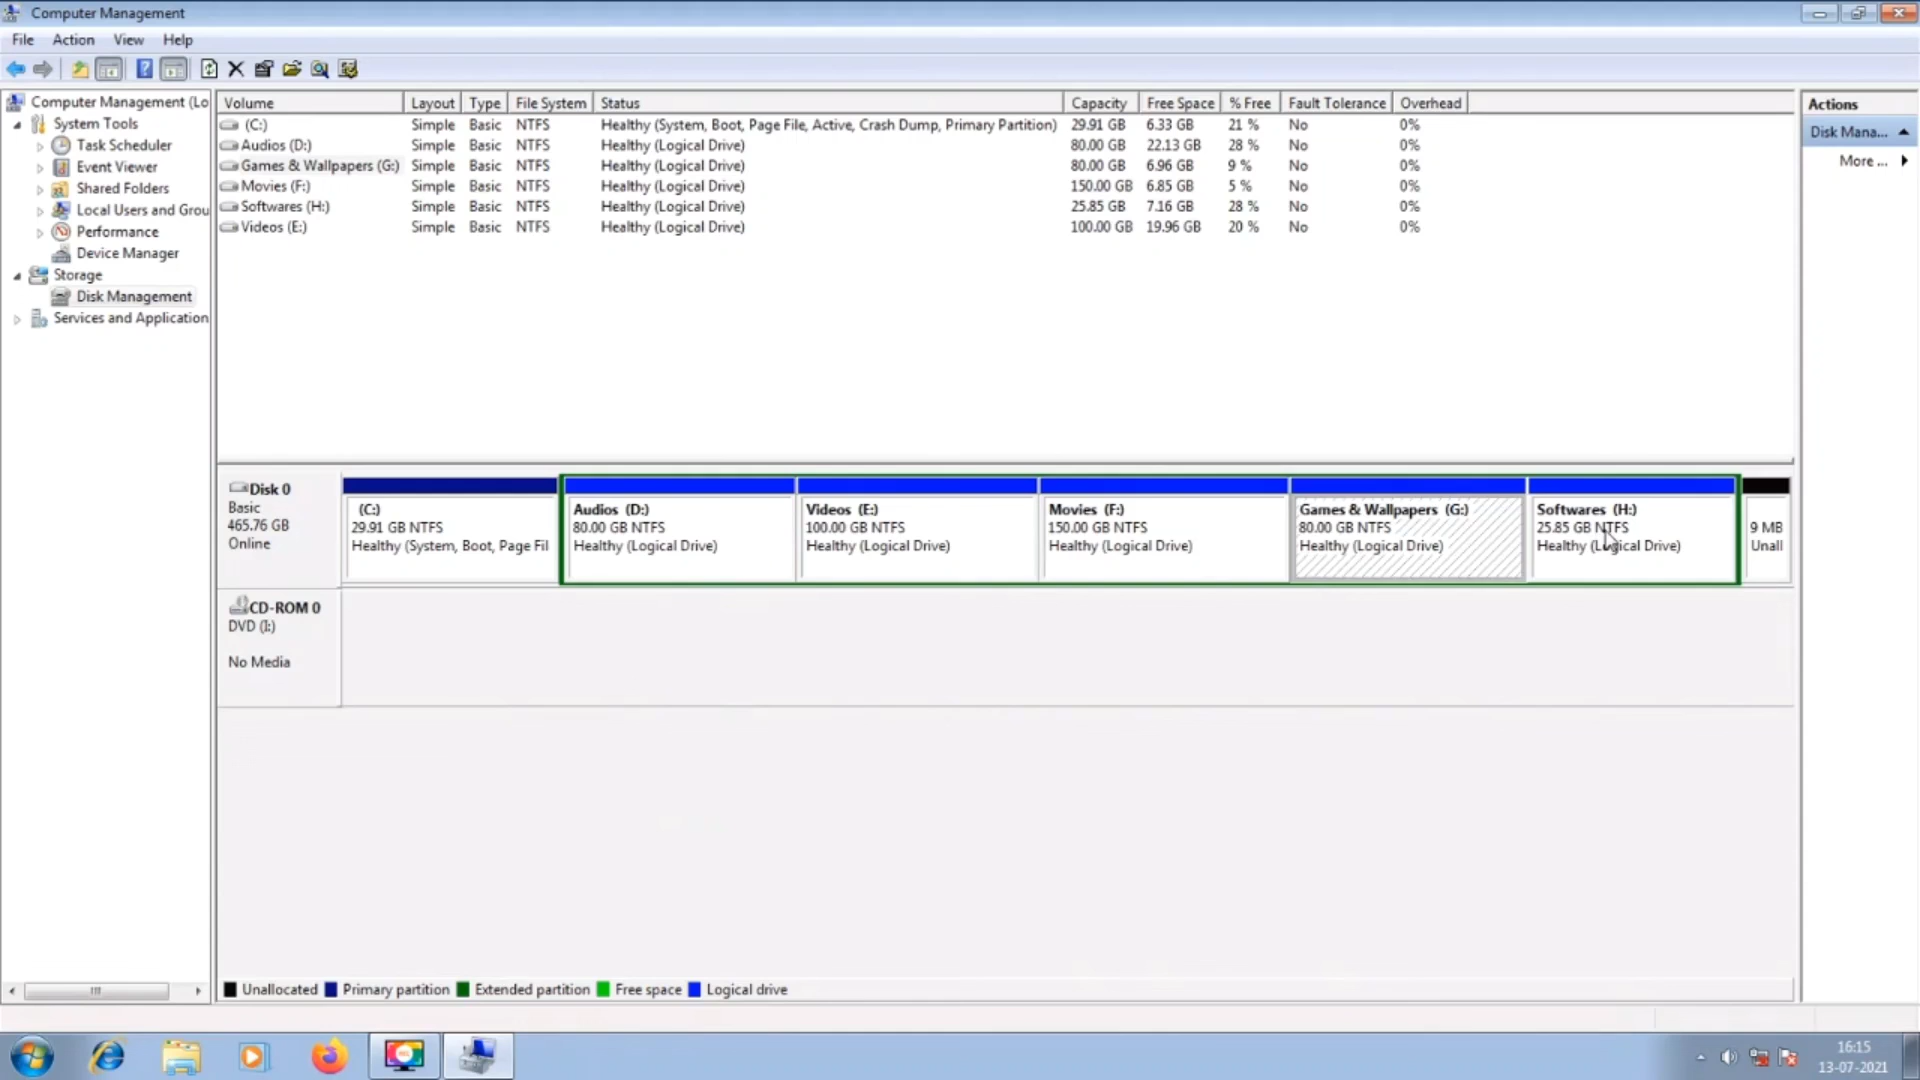 Computer Management
File Action View Help
Computer Management (Lo
System Tools
Task Scheduler
Event Viewer
Shared Folders
Local Users and Grou
Performance
Device Manager
Storage
Disk Management
Services and Application
Volume Layout Type File System Status Capacity Free Space % Free Fault Tolerance Overhead
(C:) Simple Basic NTFS Healthy (System, Boot, Page File, Active, Crash Dump, Primary Partition) 29.91 GB 6.33 GB 21 % No 0%
Audios (D:) Simple Basic NTFS Healthy (Logical Drive) 80.00 GB 22.13 GB 28 % No 0%
Games & Wallpapers (G:) Simple Basic NTFS Healthy (Logical Drive) 80.00 GB 6.96 GB 9 % No 0%
Movies (F:) Simple Basic NTFS Healthy (Logical Drive) 150.00 GB 6.85 GB 5 % No 0%
Softwares (H:) Simple Basic NTFS Healthy (Logical Drive) 25.85 GB 7.16 GB 28 % No 0%
Videos (E:) Simple Basic NTFS Healthy (Logical Drive) 100.00 GB 19.96 GB 20 % No 0%
Actions
Disk Mana...
More ...
Disk 0
Basic
465.76 GB
Online
(C:)
29.91 GB NTFS
Healthy (System, Boot, Page Fil
Audios (D:)
80.00 GB NTFS
Healthy (Logical Drive)
Videos (E:)
100.00 GB NTFS
Healthy (Logical Drive)
Movies (F:)
150.00 GB NTFS
Healthy (Logical Drive)
Games & Wallpapers (G:)
80.00 GB NTFS
Healthy (Logical Drive)
Softwares (H:)
25.85 GB NTFS
Healthy (Logical Drive)
9 MB
Unall
CD-ROM 0
DVD (I:)
No Media
Unallocated Primary partition Extended partition Free space Logical drive
16:15
13-07-2021